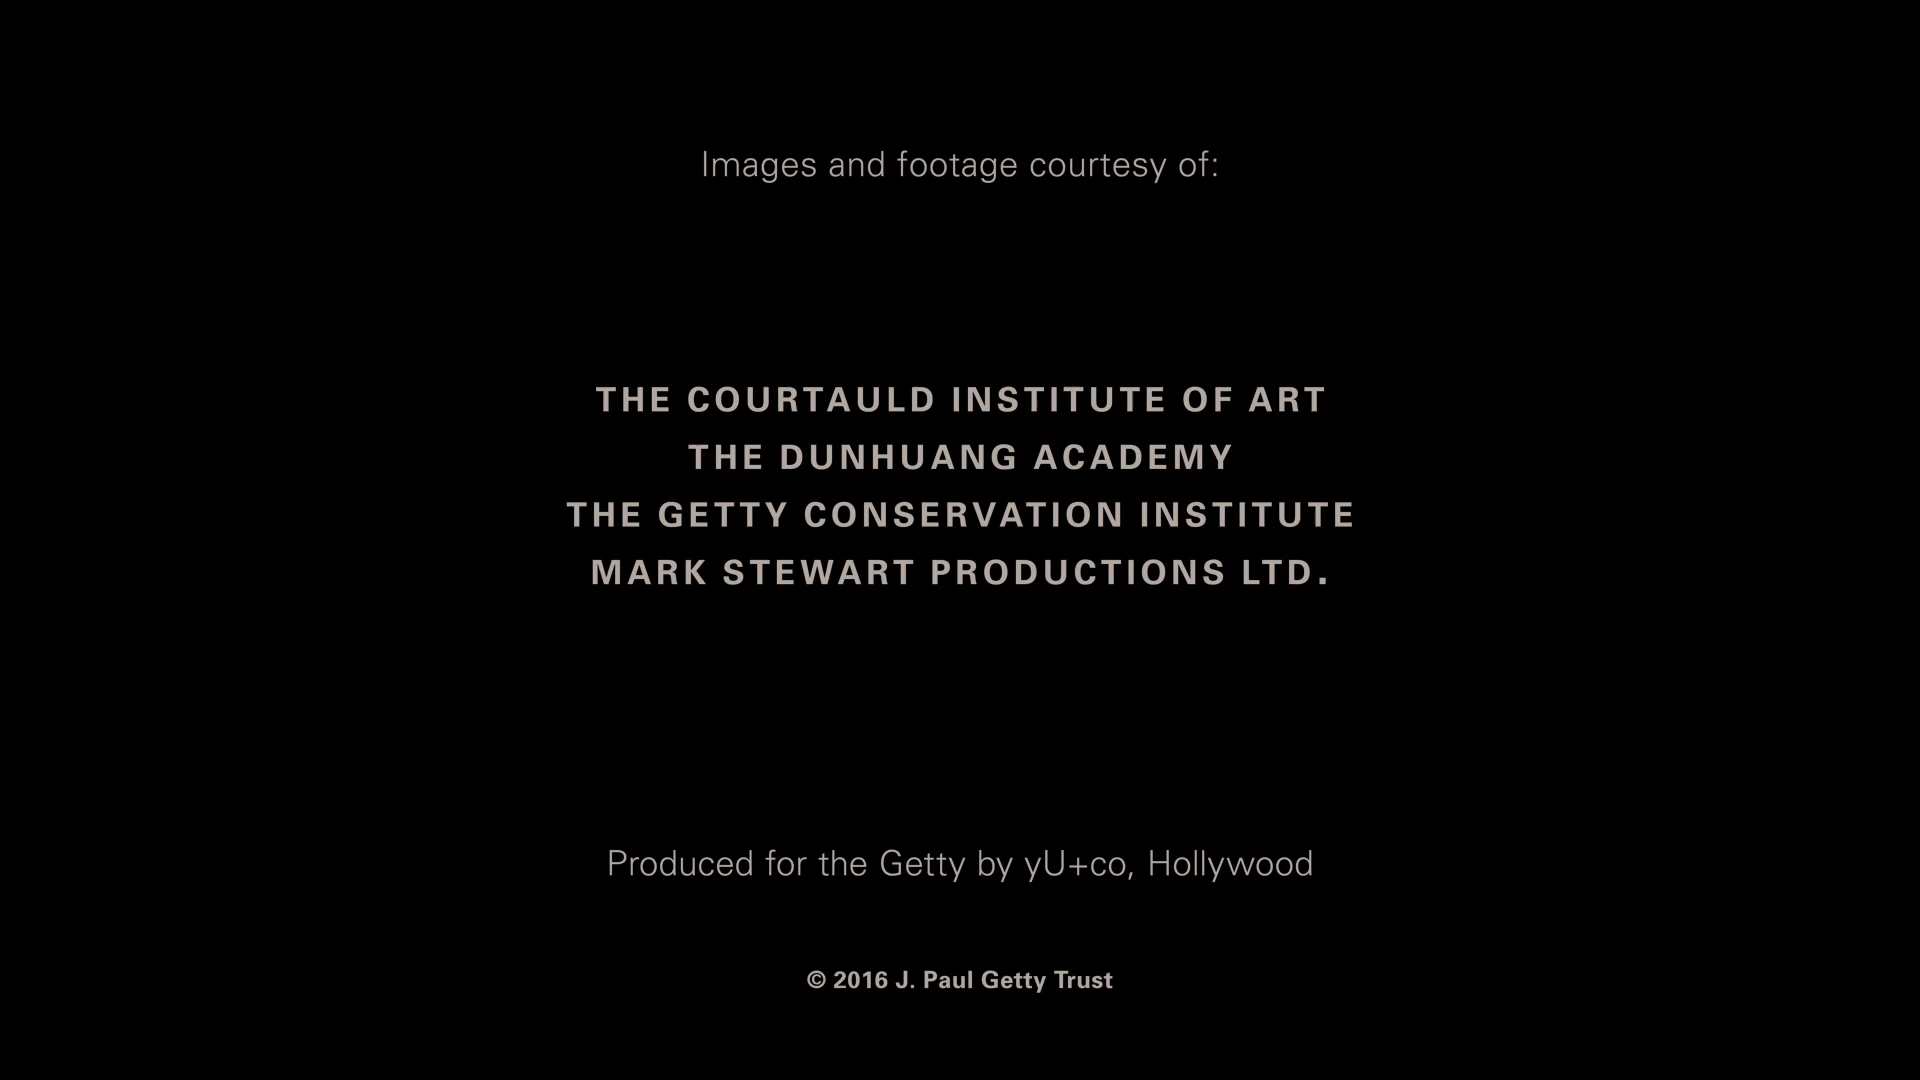 Images and footage courtesy of:
THE COURTAULD INSTITUTE OF ART
THE DUNHUANG ACADEMY
THE GETTY CONSERVATION INSTITUTE
MARK STEWART PRODUCTIONS LTD.
Produced for the Getty by yU+co, Hollywood
© 2016 J. Paul Getty Trust